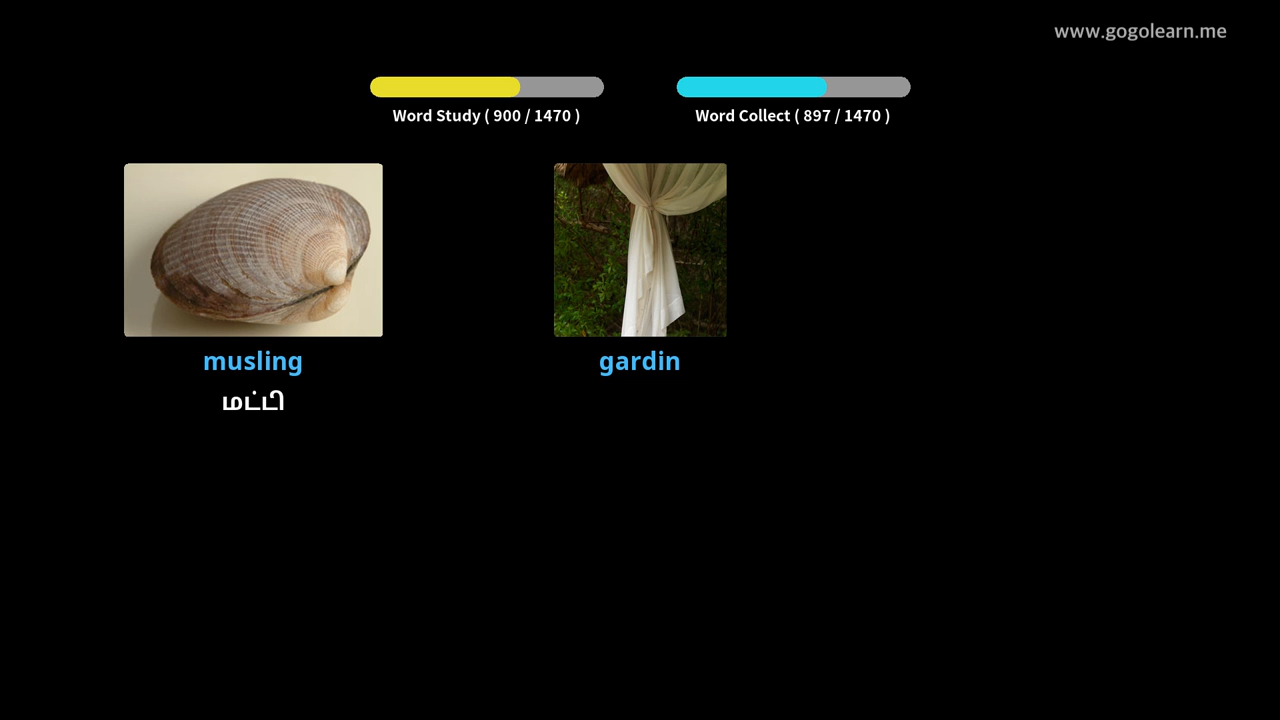 www.gogolearn.me
Word Study ( 900 / 1470 )
Word Collect ( 897 / 1470 )
musling
gardin
மட்டி